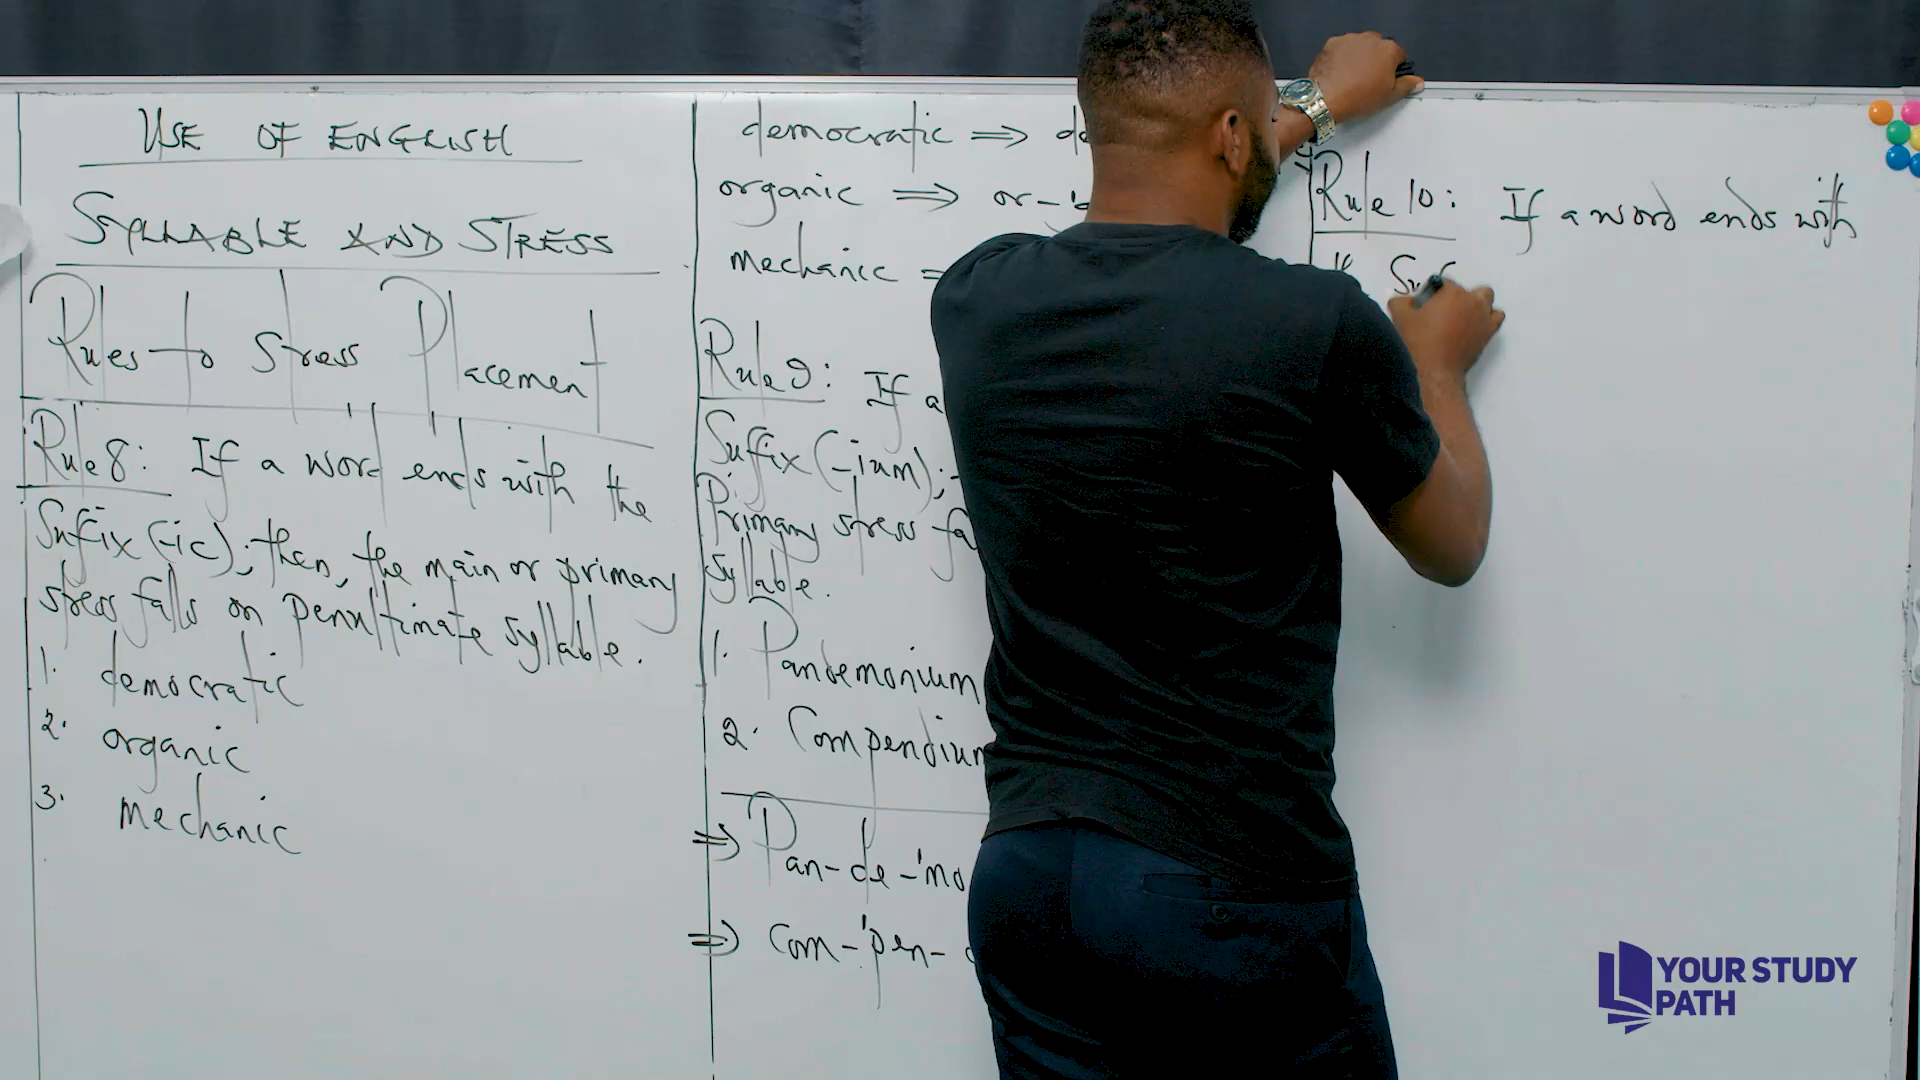 USE OF ENGLISH
SYLLABLE AND STRESS
Rules to Stress Placement
Rule 8: If a word ends with the
Suffix (-ic); then, the main or primary
stress falls on penultimate syllable.
1. democratic
2. organic
3. mechanic
democratic ⇒ de
organic ⇒ or-'g
mechanic =
Rule 9: If a
Suffix (-ium);
Primary stress fa
Syllable.
1. Pandemonium
2. Compendium
⇒ Pan-de-'mo
⇒ Com-'pen-
Rule 10: If a word ends with
Suf
YOUR STUDY
PATH